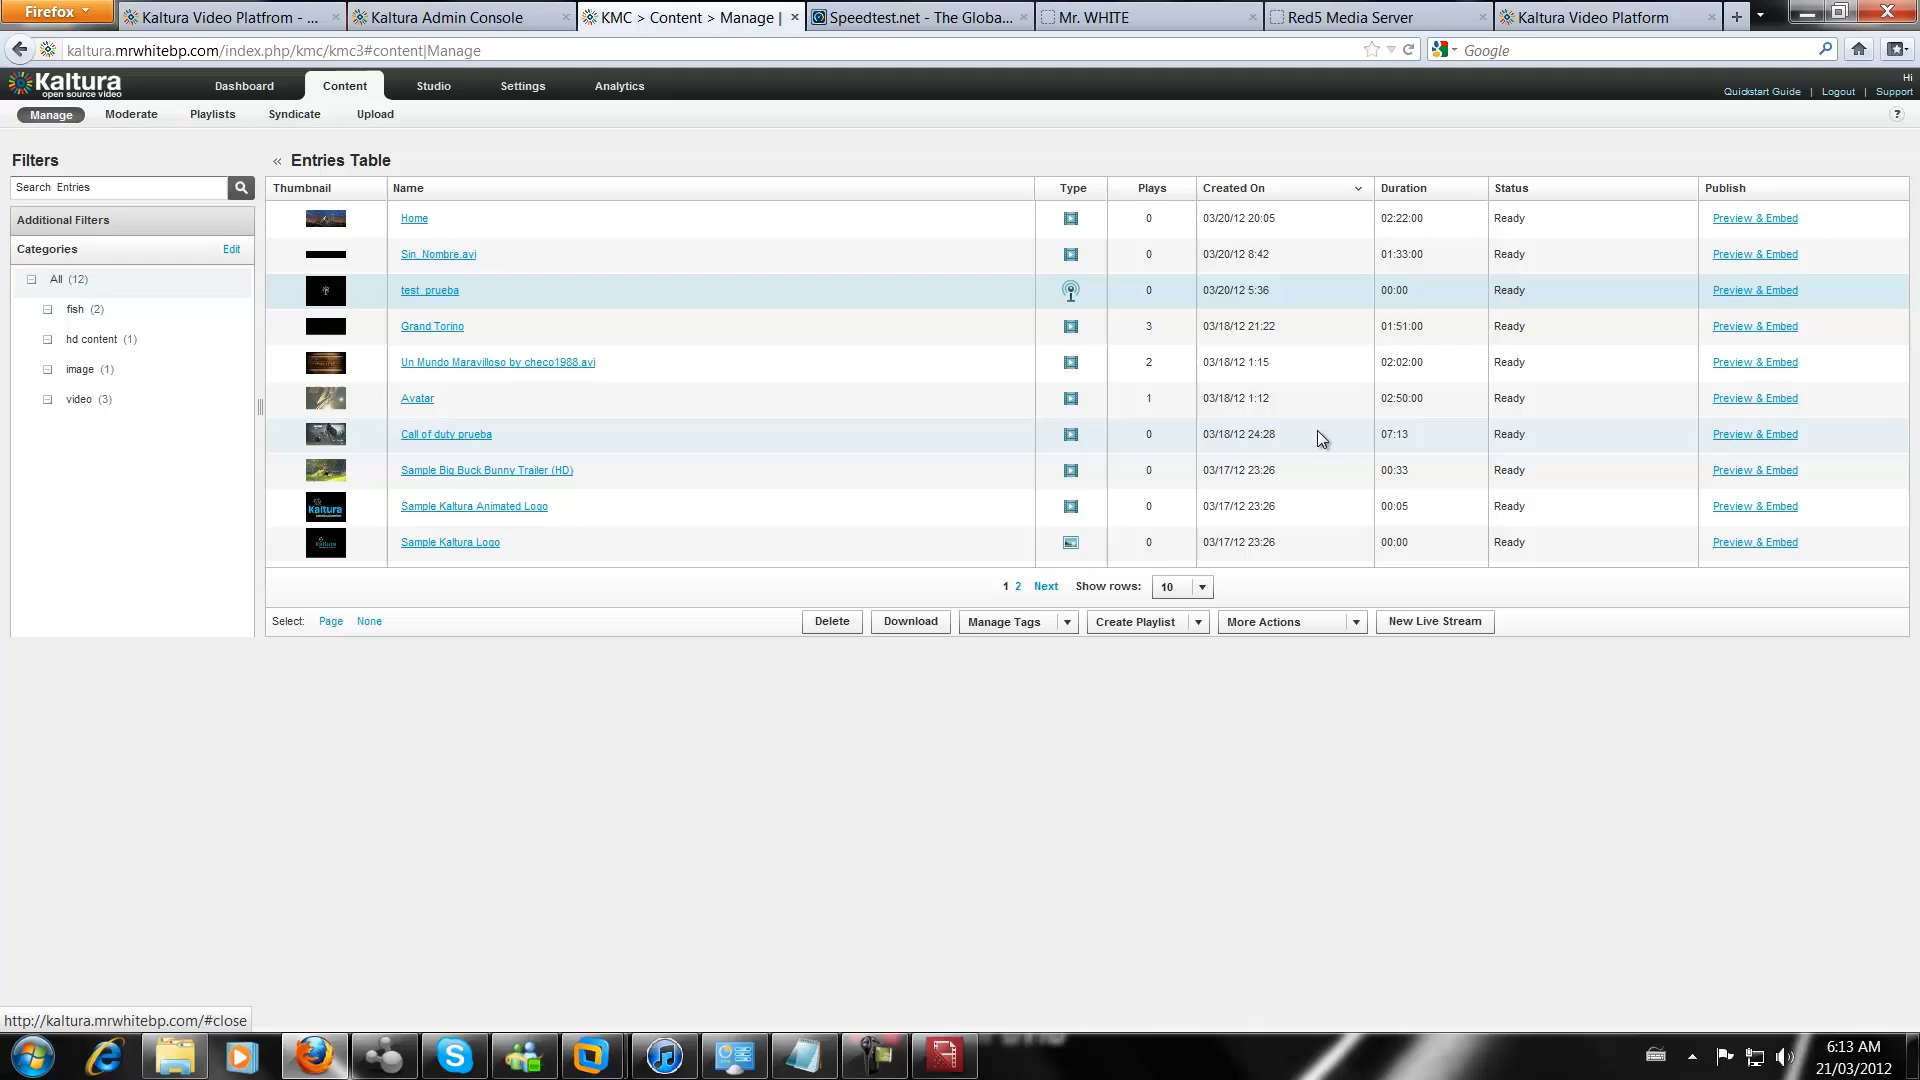 Firefox
Kaltura Video Platfrom - ...
Kaltura Admin Console
KMC > Content > Manage |
Speedtest.net - The Globa...
Mr. WHITE
Red5 Media Server
Kaltura Video Platform
kaltura.mrwhitebp.com/index.php/kmc/kmc3#content|Manage
Google
Kaltura
open source video
Dashboard
Content
Studio
Settings
Analytics
Hi
Quickstart Guide | Logout | Support
Manage
Moderate
Playlists
Syndicate
Upload
?
Filters
Search Entries
Additional Filters
Categories Edit
All (12)
fish (2)
hd content (1)
image (1)
video (3)
« Entries Table
Thumbnail Name Type Plays Created On Duration Status Publish
Home 0 03/20/12 20:05 02:22:00 Ready Preview & Embed
Sin_Nombre.avi 0 03/20/12 8:42 01:33:00 Ready Preview & Embed
test_prueba 0 03/20/12 5:36 00:00 Ready Preview & Embed
Grand Torino 3 03/18/12 21:22 01:51:00 Ready Preview & Embed
Un Mundo Maravilloso by checo1988.avi 2 03/18/12 1:15 02:02:00 Ready Preview & Embed
Avatar 1 03/18/12 1:12 02:50:00 Ready Preview & Embed
Call of duty prueba 0 03/18/12 24:28 07:13 Ready Preview & Embed
Sample Big Buck Bunny Trailer (HD) 0 03/17/12 23:26 00:33 Ready Preview & Embed
Kaltura Sample Kaltura Animated Logo 0 03/17/12 23:26 00:05 Ready Preview & Embed
Kaltura Sample Kaltura Logo 0 03/17/12 23:26 00:00 Ready Preview & Embed
1 2 Next Show rows: 10
Select: Page None
Delete
Download
Manage Tags
Create Playlist
More Actions
New Live Stream
http://kaltura.mrwhitebp.com/#close
6:13 AM
21/03/2012